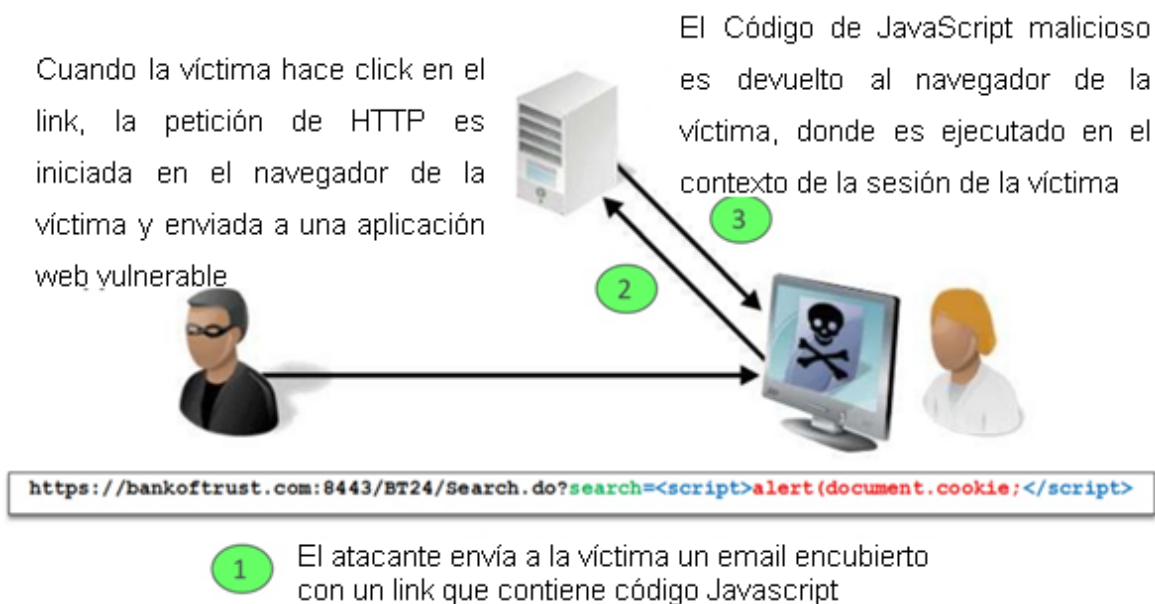 Cuando la víctima hace click en el
link, la petición de HTTP es
iniciada en el navegador de la
víctima y enviada a una aplicación
web vulnerable
El Código de JavaScript malicioso
es devuelto al navegador de la
víctima, donde es ejecutado en el
contexto de la sesión de la víctima
3
2
https://bankoftrust.com:8443/BT24/Search.do?search=<script>alert(document.cookie;</script>
1
El atacante envía a la víctima un email encubierto
con un link que contiene código Javascript